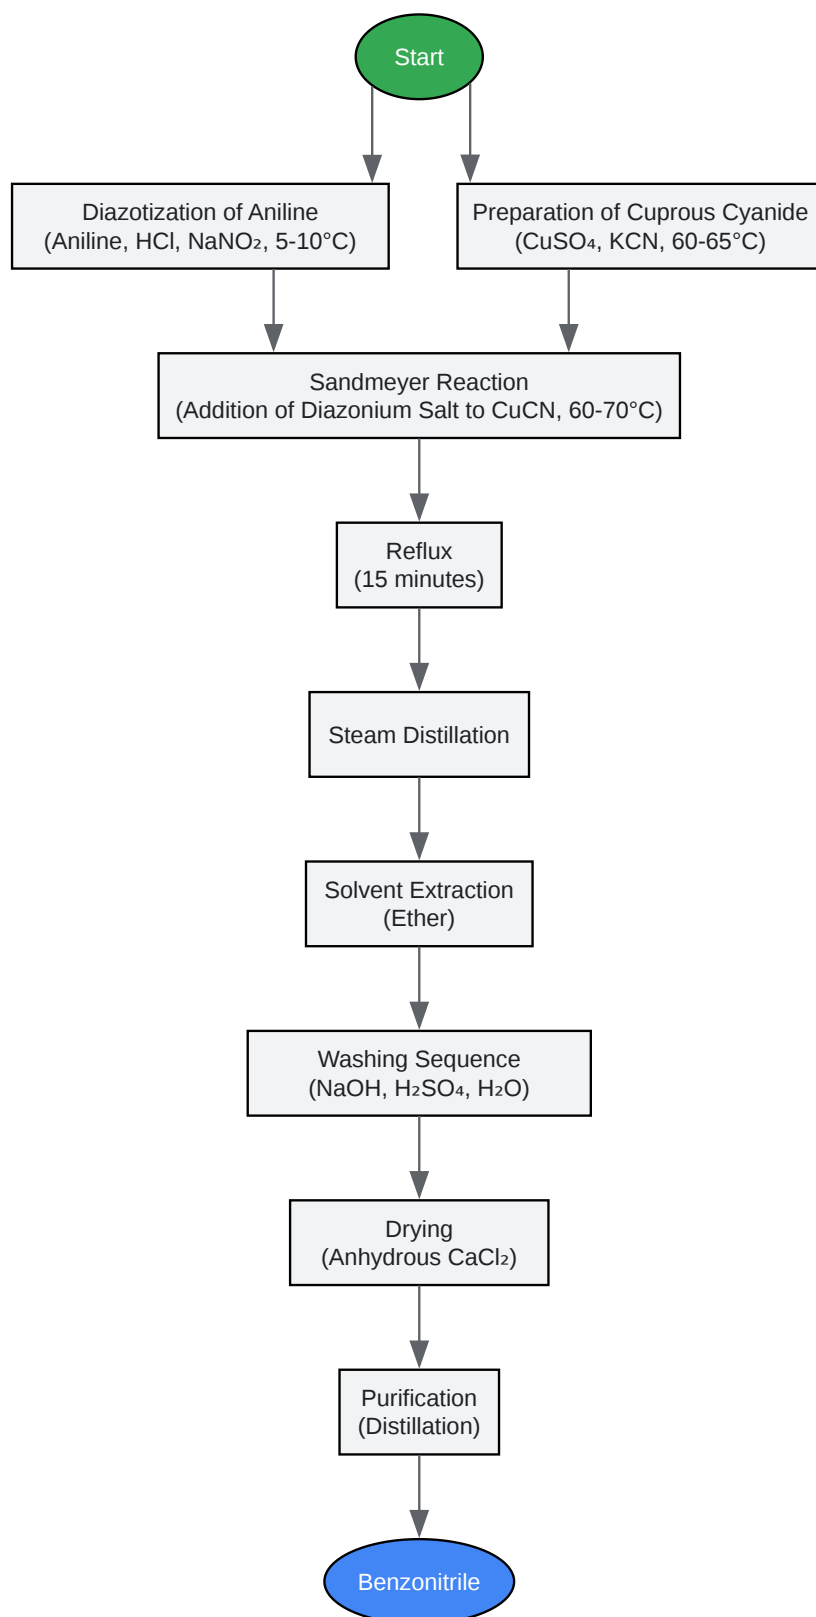 Start
Diazotization of Aniline
(Aniline, HCl, NaNO₂, 5-10°C)
Preparation of Cuprous Cyanide
(CuSO₄, KCN, 60-65°C)
Sandmeyer Reaction
(Addition of Diazonium Salt to CuCN, 60-70°C)
Reflux
(15 minutes)
Steam Distillation
Solvent Extraction
(Ether)
Washing Sequence
(NaOH, H₂SO₄, H₂O)
Drying
(Anhydrous CaCl₂)
Purification
(Distillation)
Benzonitrile